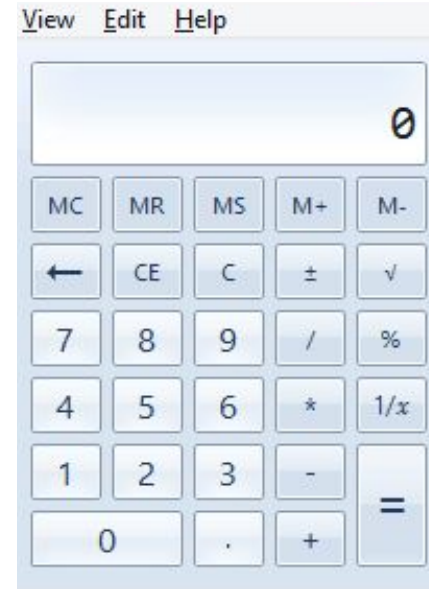 View Edit Help
0
MC MR MS M+ M-
← CE C ± √
7 8 9 / %
4 5 6 * 1/x
1 2 3 - =
0 . +